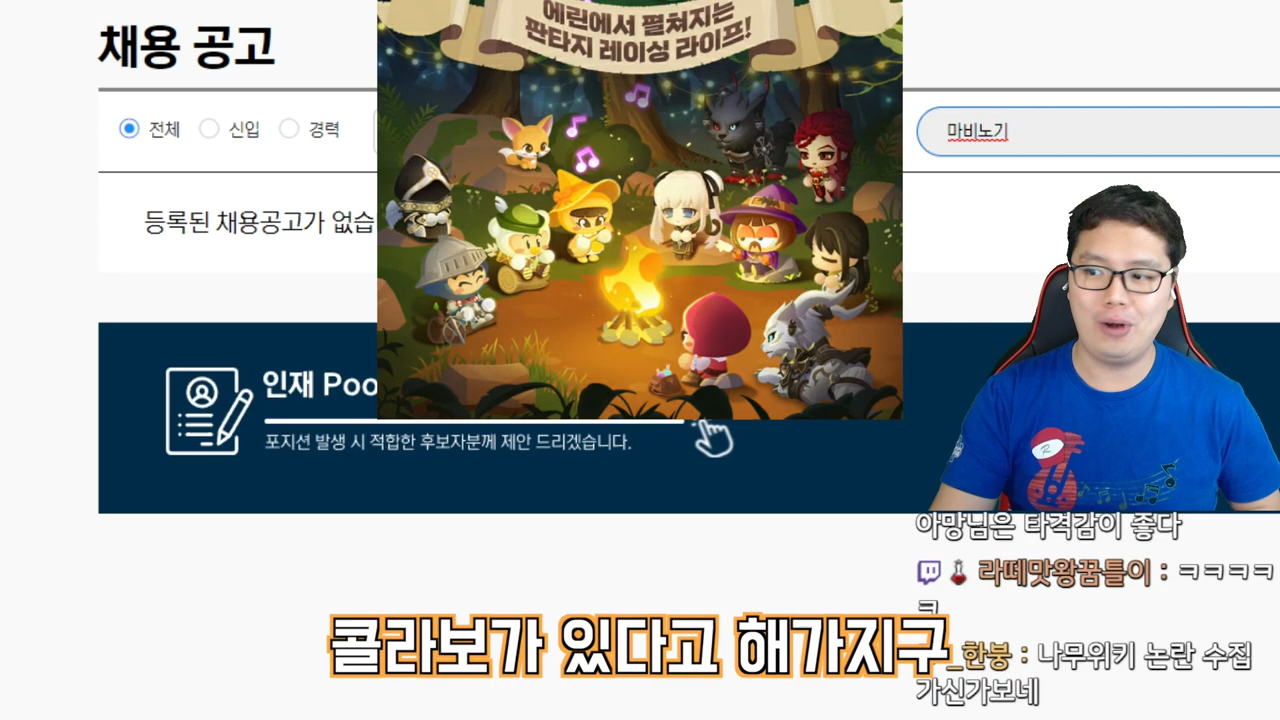 채용 공고
에린에서 펼쳐지는
판타지 레이싱 라이프!
전체
신입
경력
마비노기
등록된 채용공고가 없습
인재 Poo
포지션 발생 시 적합한 후보자분께 제안 드리겠습니다.
R
아망님은 타격감이 좋다
라떼맛왕꿈틀이 : ㅋㅋㅋㅋ
ㅋ
_한붕 : 나무위키 논란 수집
가신가보네
콜라보가 있다고 해가지구